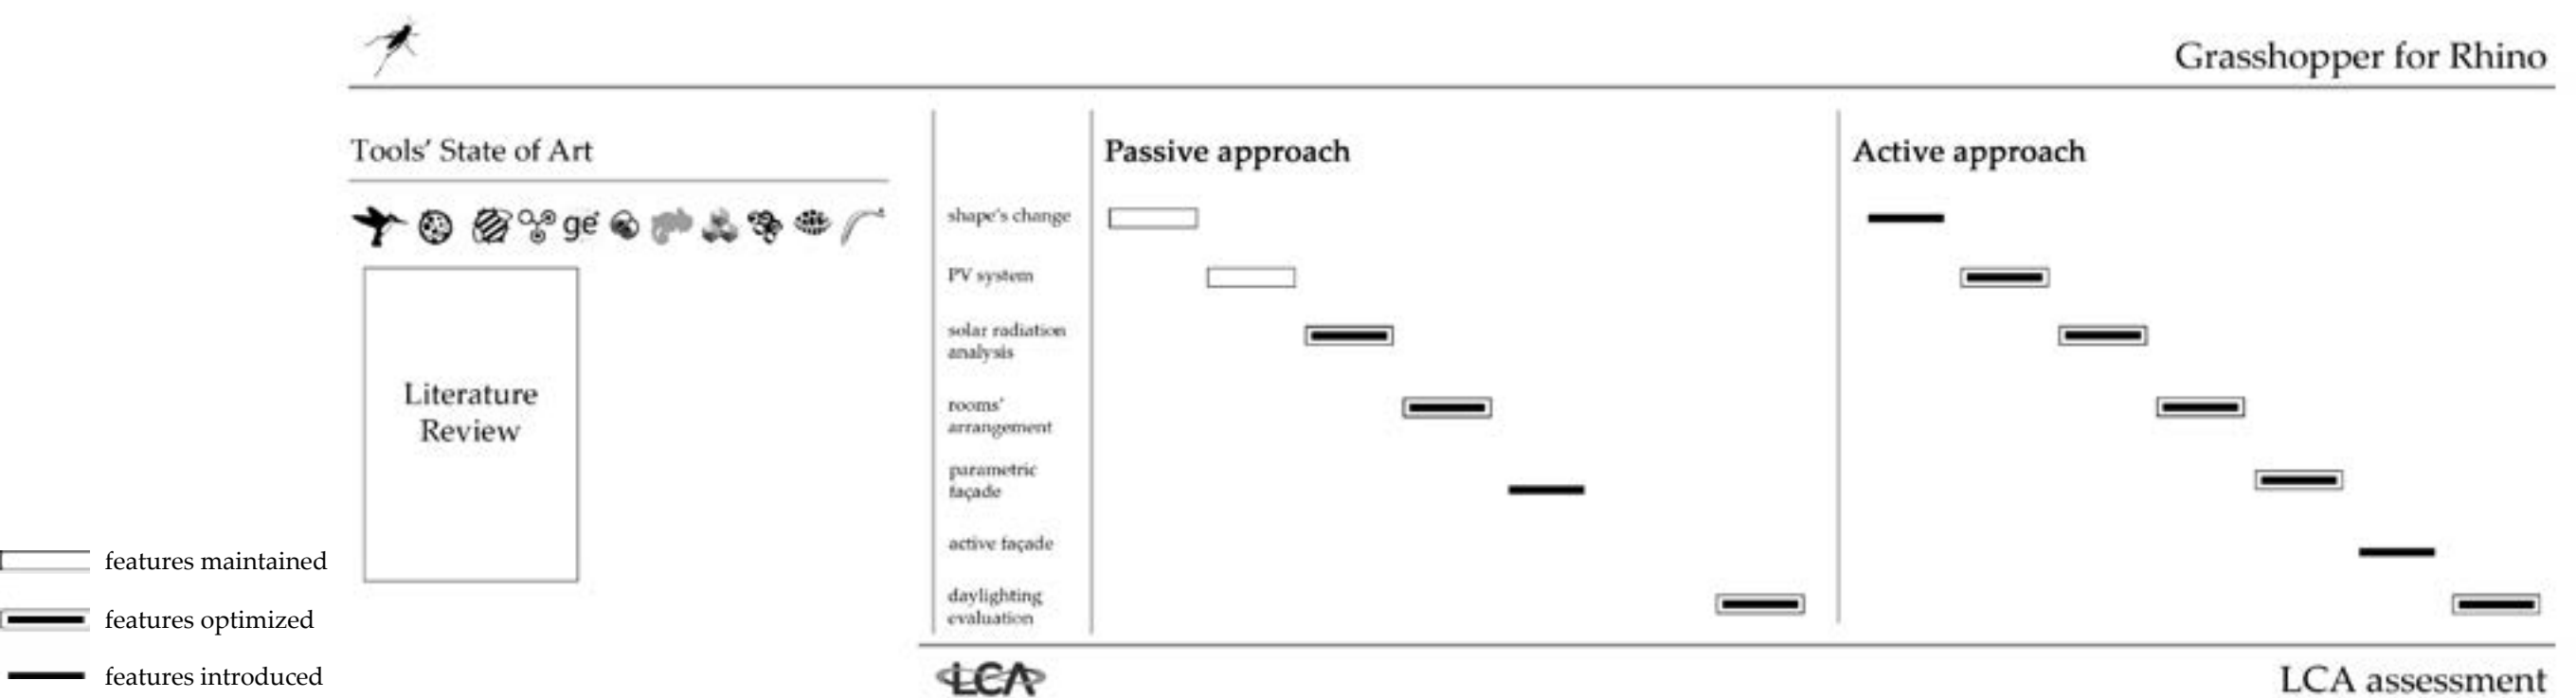 Grasshopper for Rhino
Tools' State of Art
ge
Literature
Review
features maintained
features optimized
features introduced
shape's change
PV system
solar radiation
analysis
rooms'
arrangement
parametric
façade
active façade
daylighting
evaluation
Passive approach
Active approach
LCA
LCA assessment